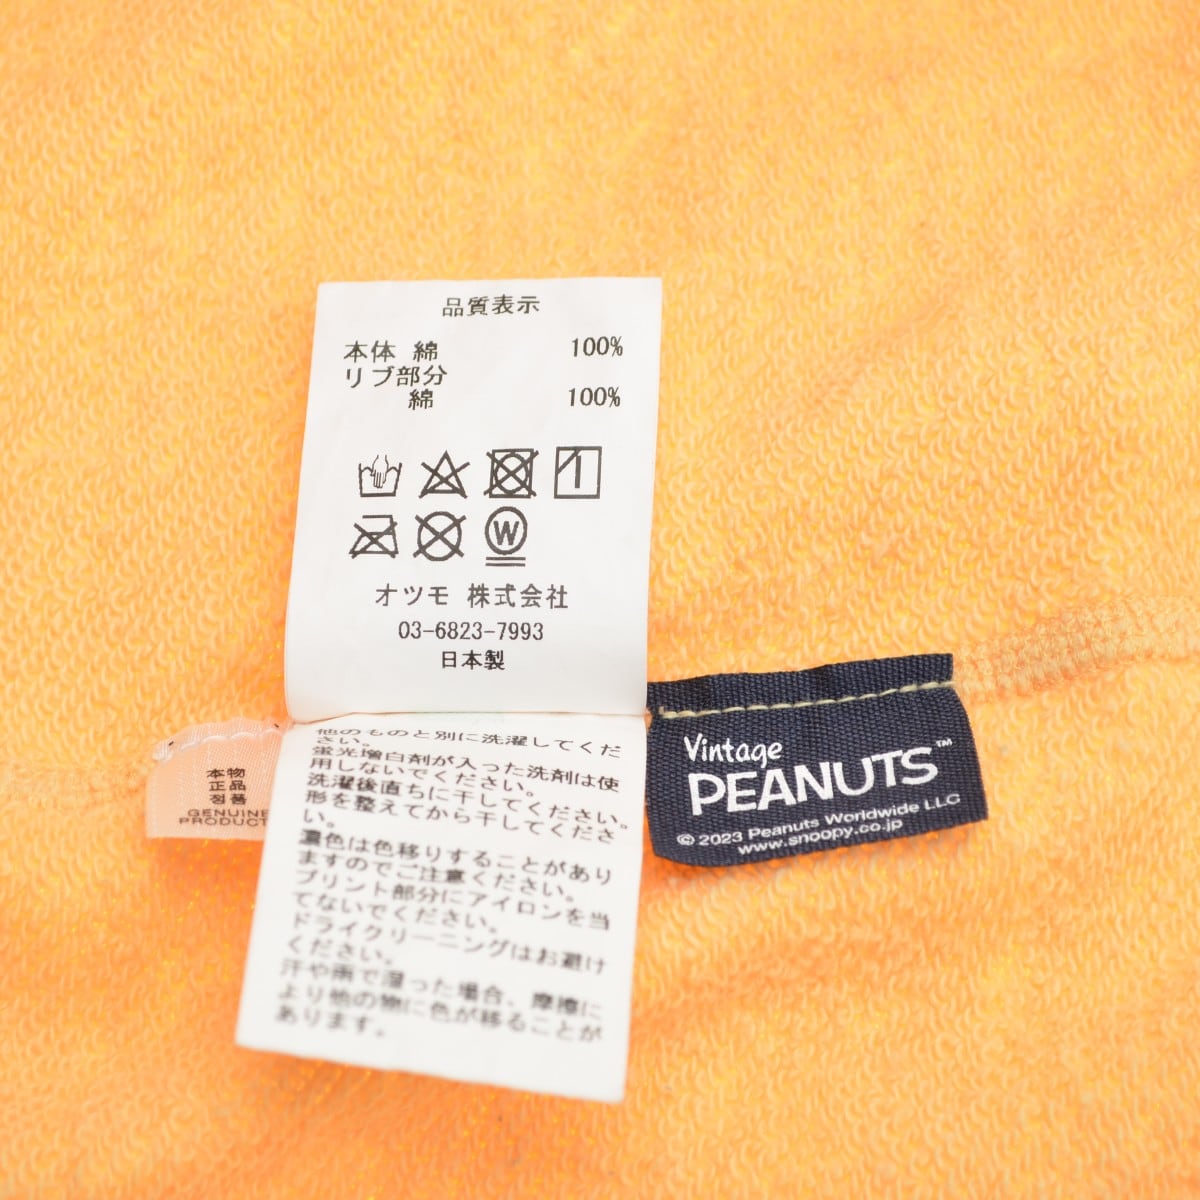 品質表示
本体 綿 100%
リブ部分
綿 100%
W
オツモ 株式会社
03-6823-7993
日本製
他のものと別に洗濯してくだ
さい。
蛍光増白剤が入った洗剤は使
用しないでください。
洗濯後直ちに干してください。
形を整えてから干してくださ
い。
濃色は色移りすることがあり
ますのでご注意ください。
プリント部分にアイロンを当
てないでください。
ドライクリーニングはお避け
ください。
汗や雨で湿った場合、摩擦に
より他の物に色が移ることが
あります。
本物
正品
정품
GENUINE
PRODUCT
Vintage
PEANUTS™
© 2023 Peanuts Worldwide LLC
www.snoopy.co.jp